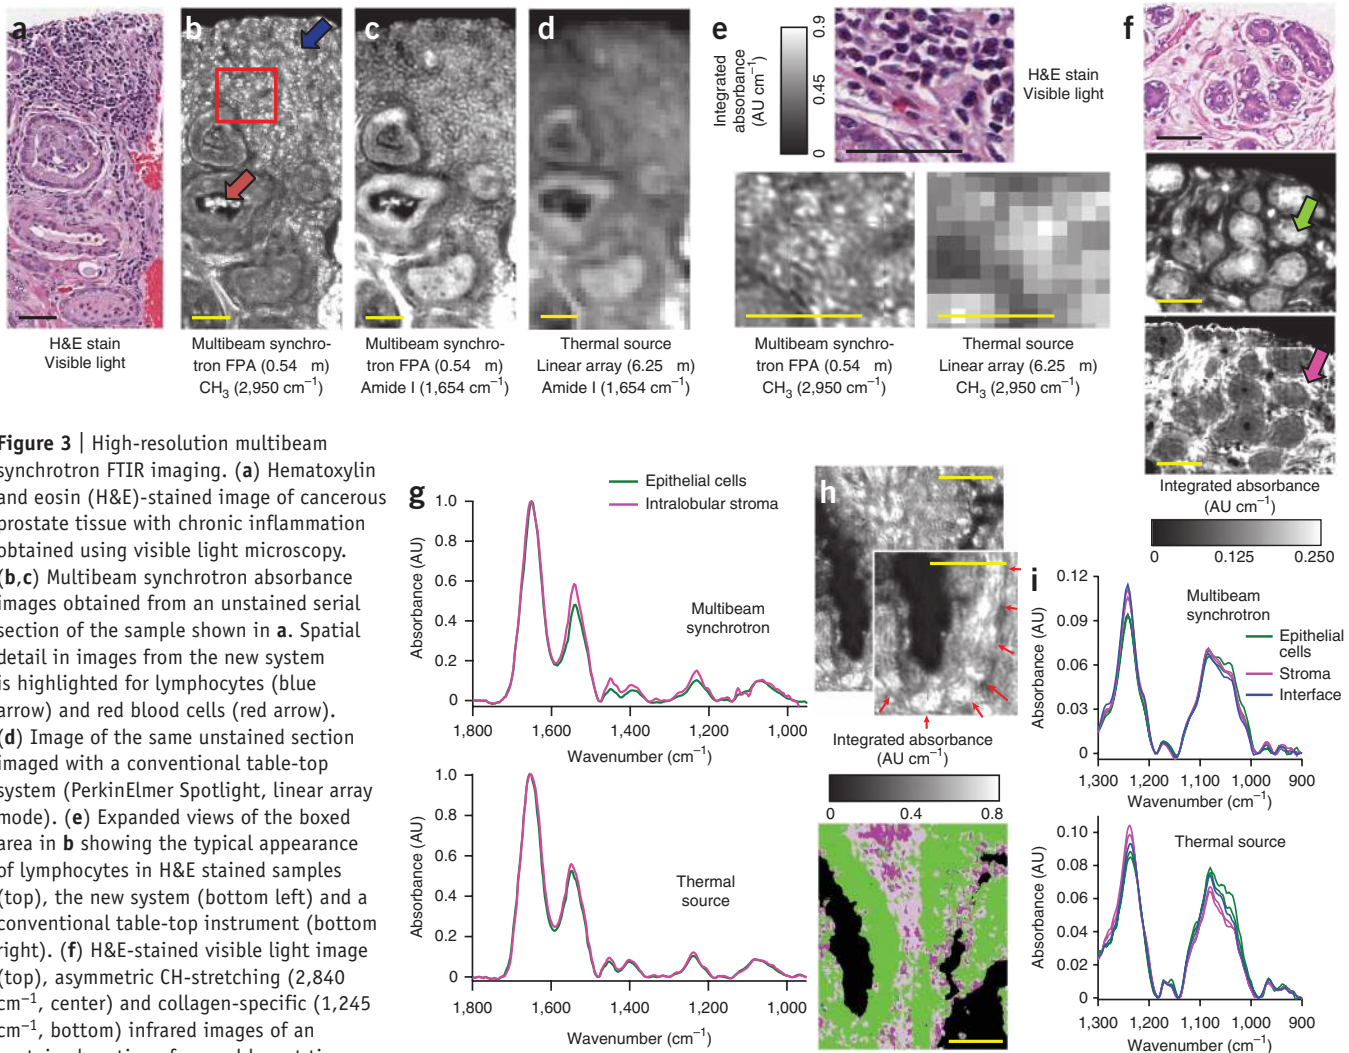 a
b
c
d
e
f
Integrated
absorbance
(AU cm⁻¹)
0.9
0.45
0
H&E stain
Visible light
H&E stain
Visible light
Multibeam synchro-
tron FPA (0.54 m)
CH₃ (2,950 cm⁻¹)
Multibeam synchro-
tron FPA (0.54 m)
Amide I (1,654 cm⁻¹)
Thermal source
Linear array (6.25 m)
Amide I (1,654 cm⁻¹)
Multibeam synchro-
tron FPA (0.54 m)
CH₃ (2,950 cm⁻¹)
Thermal source
Linear array (6.25 m)
CH₃ (2,950 cm⁻¹)
Integrated absorbance
(AU cm⁻¹)
0 0.125 0.250
Figure 3 | High-resolution multibeam
synchrotron FTIR imaging. (a) Hematoxylin
and eosin (H&E)-stained image of cancerous
prostate tissue with chronic inflammation
obtained using visible light microscopy.
(b,c) Multibeam synchrotron absorbance
images obtained from an unstained serial
section of the sample shown in a. Spatial
detail in images from the new system
is highlighted for lymphocytes (blue
arrow) and red blood cells (red arrow).
(d) Image of the same unstained section
imaged with a conventional table-top
system (PerkinElmer Spotlight, linear array
mode). (e) Expanded views of the boxed
area in b showing the typical appearance
of lymphocytes in H&E stained samples
(top), the new system (bottom left) and a
conventional table-top instrument (bottom
right). (f) H&E-stained visible light image
(top), asymmetric CH-stretching (2,840
cm⁻¹, center) and collagen-specific (1,245
cm⁻¹, bottom) infrared images of an
g
Epithelial cells
Intralobular stroma
Absorbance (AU)
1.0
0.8
0.6
0.4
0.2
0
Multibeam
synchrotron
1,800 1,600 1,400 1,200 1,000
Wavenumber (cm⁻¹)
Absorbance (AU)
1.0
0.8
0.6
0.4
0.2
0
Thermal
source
1,800 1,600 1,400 1,200 1,000
Wavenumber (cm⁻¹)
h
Integrated absorbance
(AU cm⁻¹)
0 0.4 0.8
i
Absorbance (AU)
0.12
0.09
0.06
0.03
0
Multibeam
synchrotron
Epithelial
cells
Stroma
Interface
1,300 1,200 1,100 1,000 900
Wavenumber (cm⁻¹)
Absorbance (AU)
0.10
0.08
0.06
0.04
0.02
0
Thermal source
1,300 1,200 1,100 1,000 900
Wavenumber (cm⁻¹)